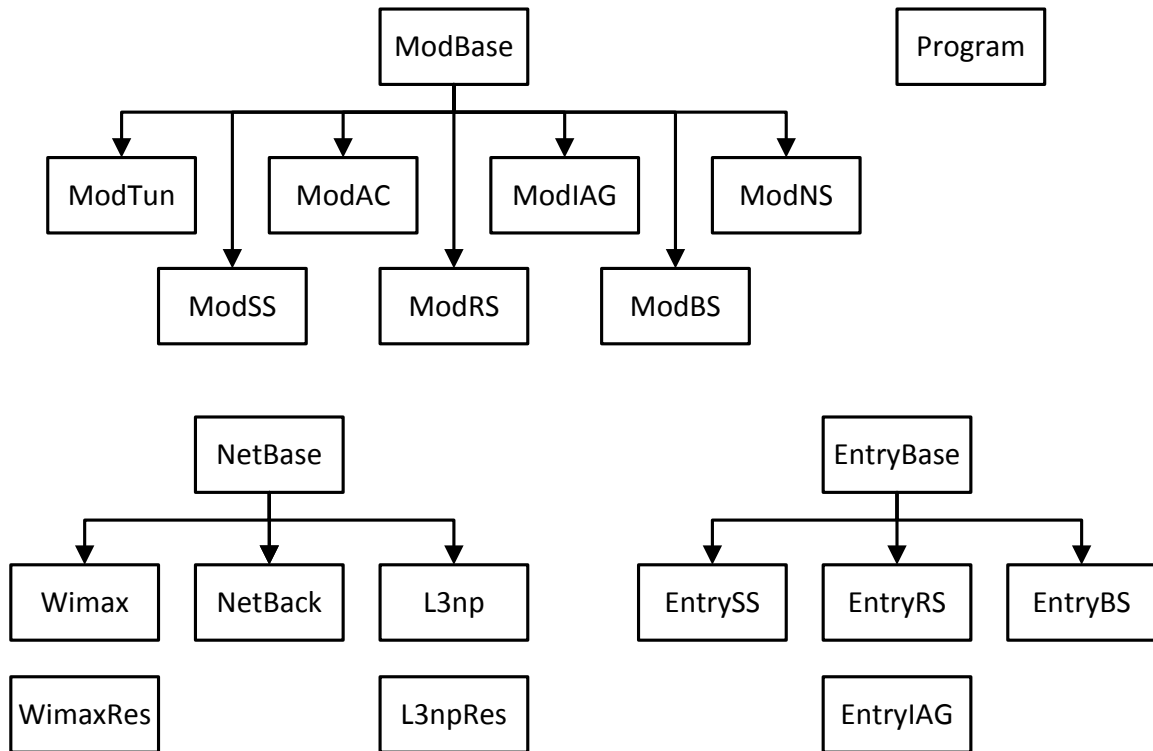 ModBase
Program
ModTun
ModAC
ModIAG
ModNS
ModSS
ModRS
ModBS
NetBase
EntryBase
Wimax
NetBack
L3np
EntrySS
EntryRS
EntryBS
WimaxRes
L3npRes
EntryIAG